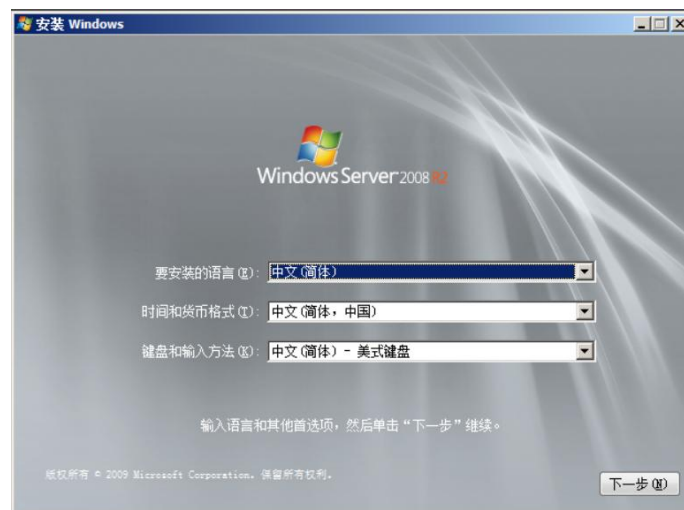 安装 Windows
Windows Server 2008 R2
要安装的语言(E): 中文(简体)
时间和货币格式(T): 中文(简体，中国)
键盘和输入方法(K): 中文(简体) - 美式键盘
输入语言和其他首选项，然后单击“下一步”继续。
版权所有 © 2009 Microsoft Corporation。保留所有权利。
下一步(N)